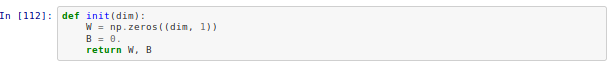 In [112]: def init(dim):
    W = np.zeros((dim, 1))
    B = 0.
    return W, B